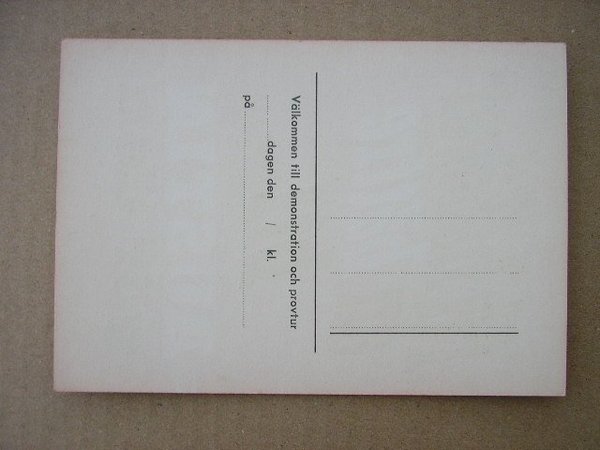 Välkommen till demonstration och provtur
................dagen den / kl.
på ................................................